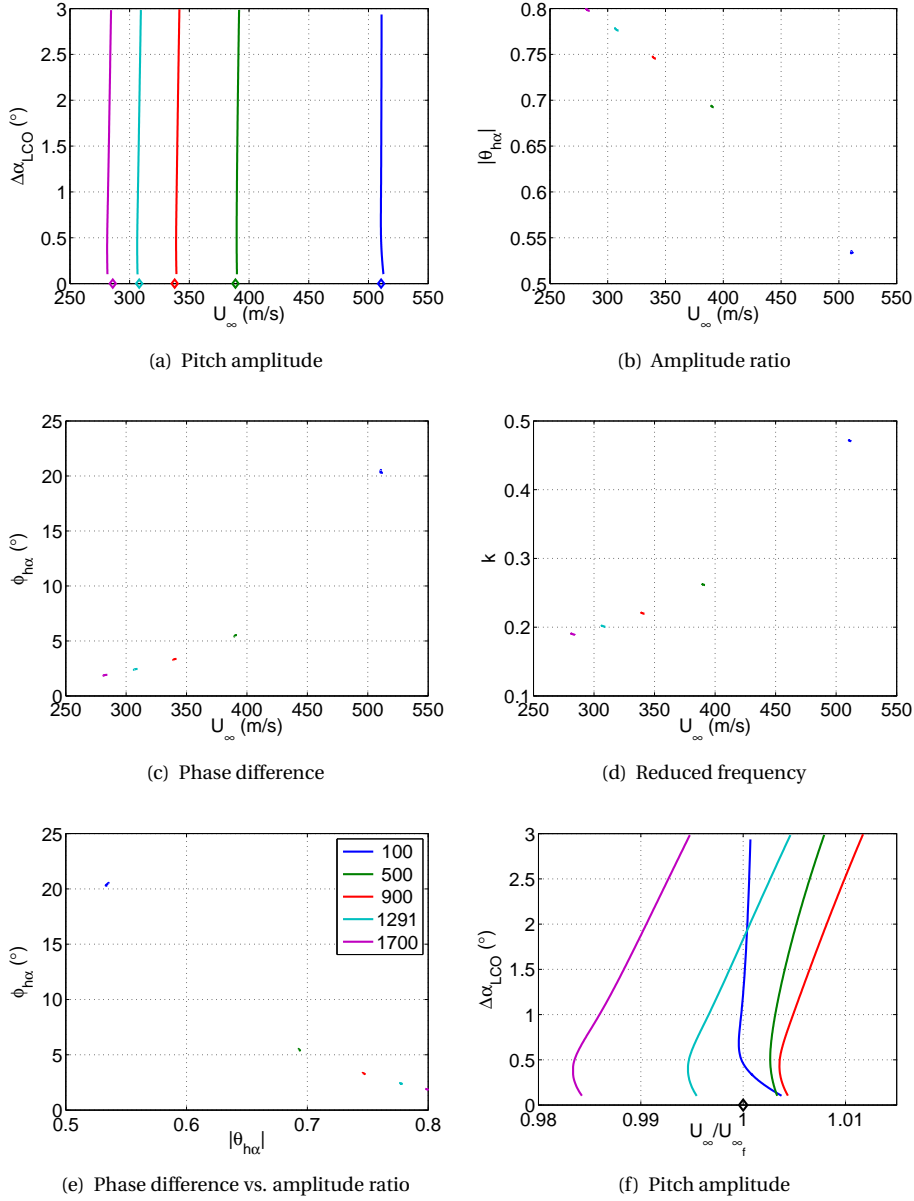 3
2.5
2
1.5
1
0.5
0
Δα_LCO (°)
250 300 350 400 450 500 550
U_∞ (m/s)
(a) Pitch amplitude
0.8
0.75
0.7
0.65
0.6
0.55
0.5
|θ_hα|
250 300 350 400 450 500 550
U_∞ (m/s)
(b) Amplitude ratio
25
20
15
10
5
0
ϕ_hα (°)
250 300 350 400 450 500 550
U_∞ (m/s)
(c) Phase difference
0.5
0.4
0.3
0.2
0.1
k
250 300 350 400 450 500 550
U_∞ (m/s)
(d) Reduced frequency
25
20
15
10
5
0
ϕ_hα (°)
100
500
900
1291
1700
0.5 0.6 0.7 0.8
|θ_hα|
(e) Phase difference vs. amplitude ratio
3
2.5
2
1.5
1
0.5
0
Δα_LCO (°)
0.98 0.99 1 1.01
U_∞/U_∞_f
(f) Pitch amplitude